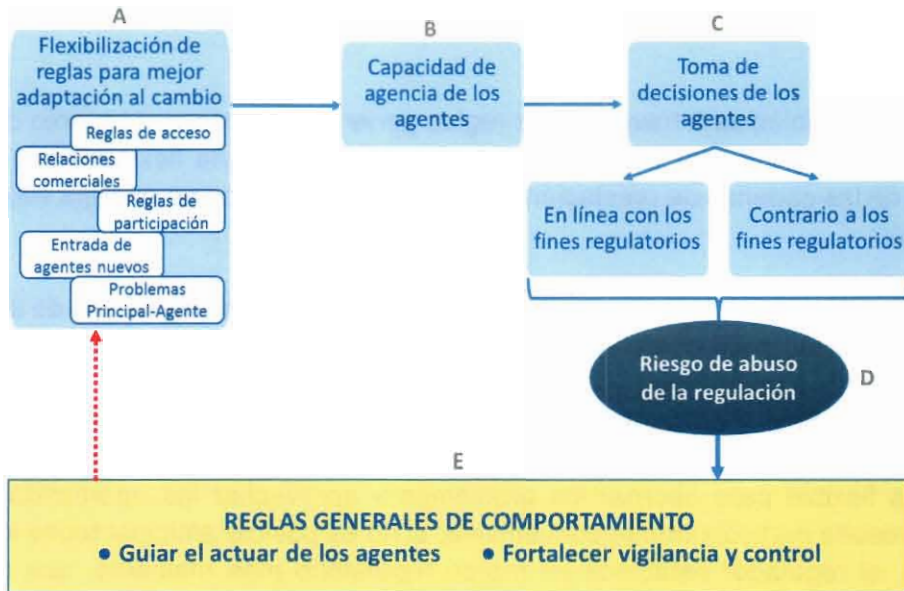 A
Flexibilización de
reglas para mejor
adaptación al cambio
Reglas de acceso
Relaciones
comerciales
Reglas de
participación
Entrada de
agentes nuevos
Problemas
Principal-Agente
B
Capacidad de
agencia de los
agentes
C
Toma de
decisiones de los
agentes
En línea con los
fines regulatorios
Contrario a los
fines regulatorios
Riesgo de abuso
de la regulación
D
E
REGLAS GENERALES DE COMPORTAMIENTO
• Guiar el actuar de los agentes • Fortalecer vigilancia y control